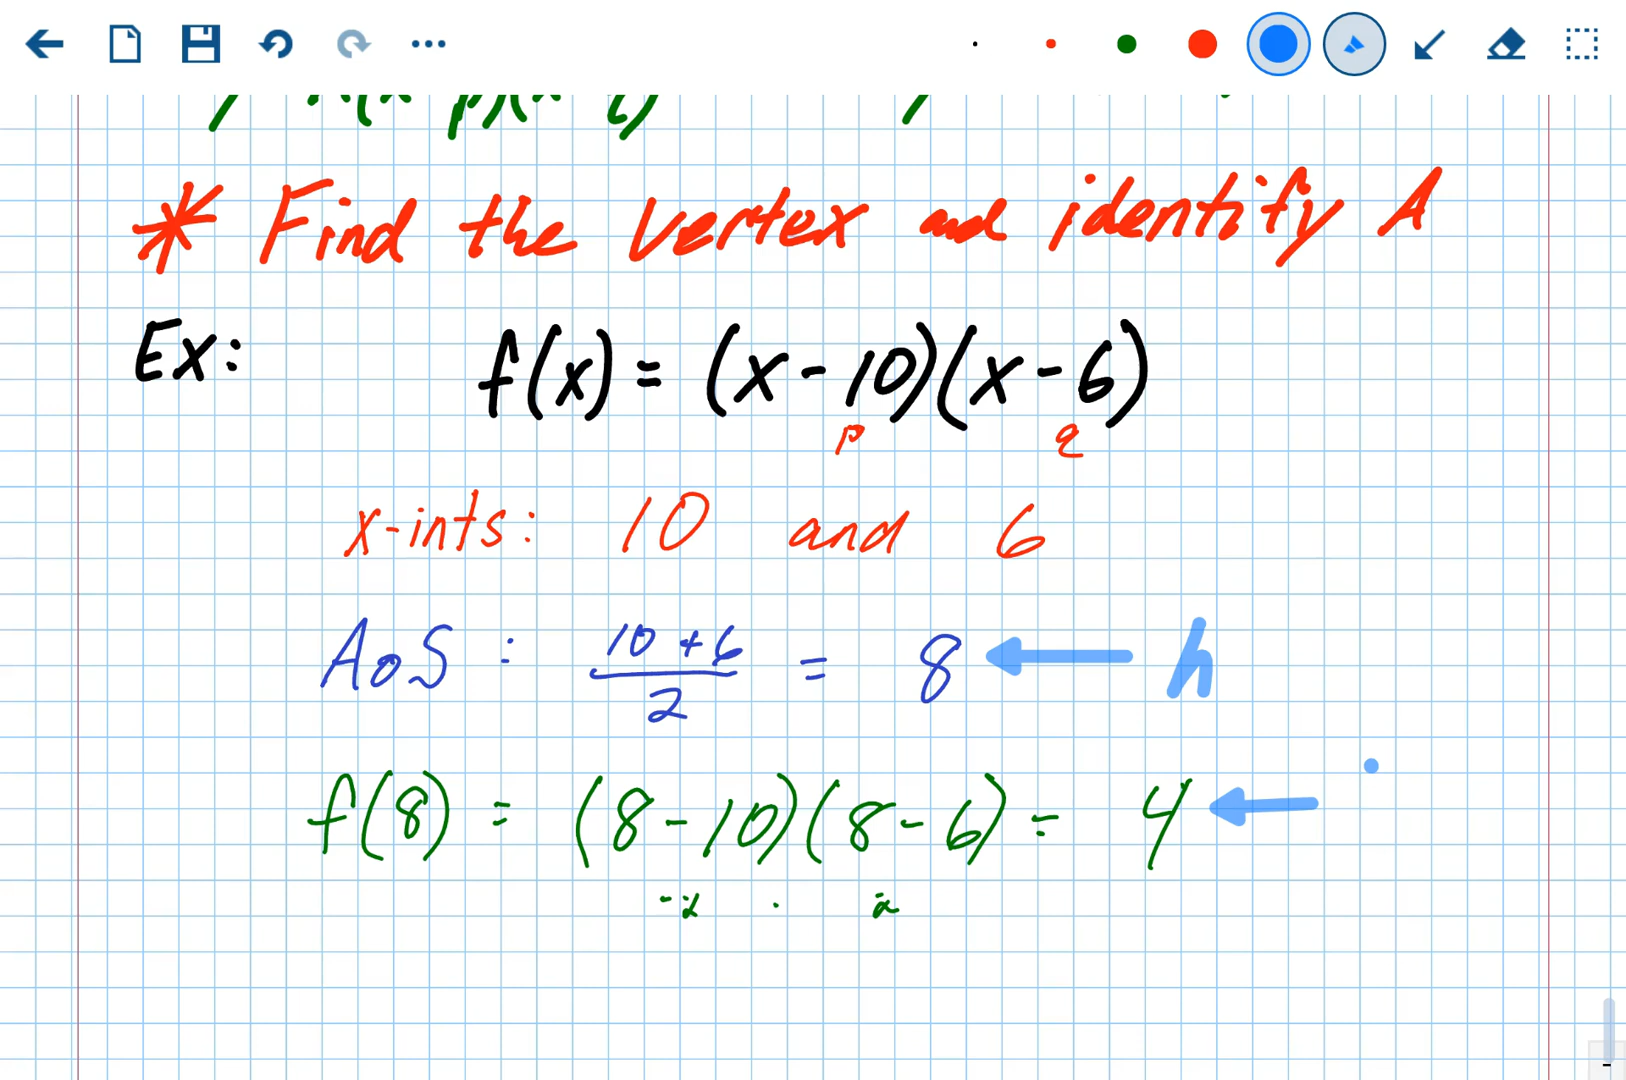 * Find the vertex and identify A
Ex: f(x) = (x - 10)(x - 6)
p q
x-ints: 10 and 6
AoS : 10 + 6 / 2 = 8 ← h
f(8) = (8 - 10)(8 - 6) = 4 ←
-2 · 2